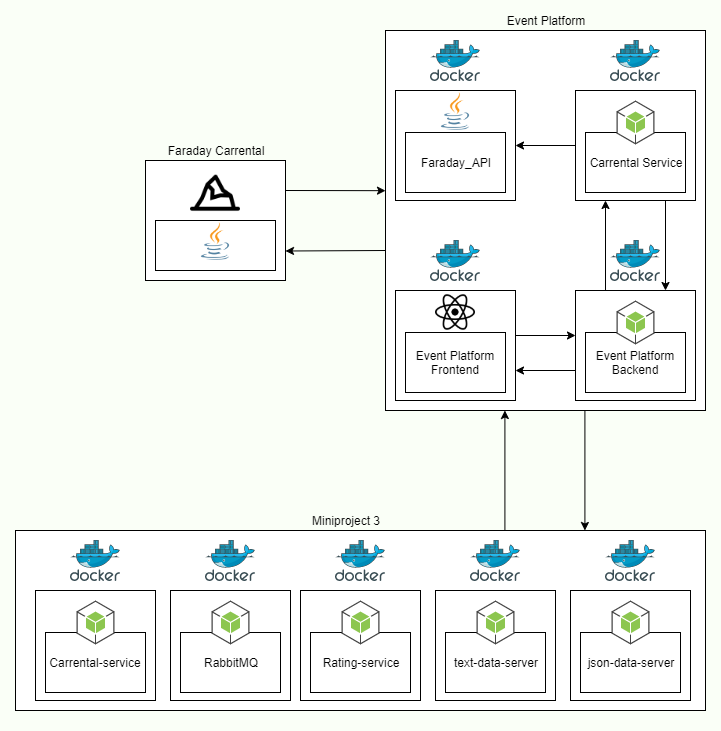 Event Platform
docker
docker
Faraday_API
Carrental Service
Faraday Carrental
docker
docker
Event Platform
Frontend
Event Platform
Backend
Miniproject 3
docker
docker
docker
docker
docker
Carrental-service
RabbitMQ
Rating-service
text-data-server
json-data-server